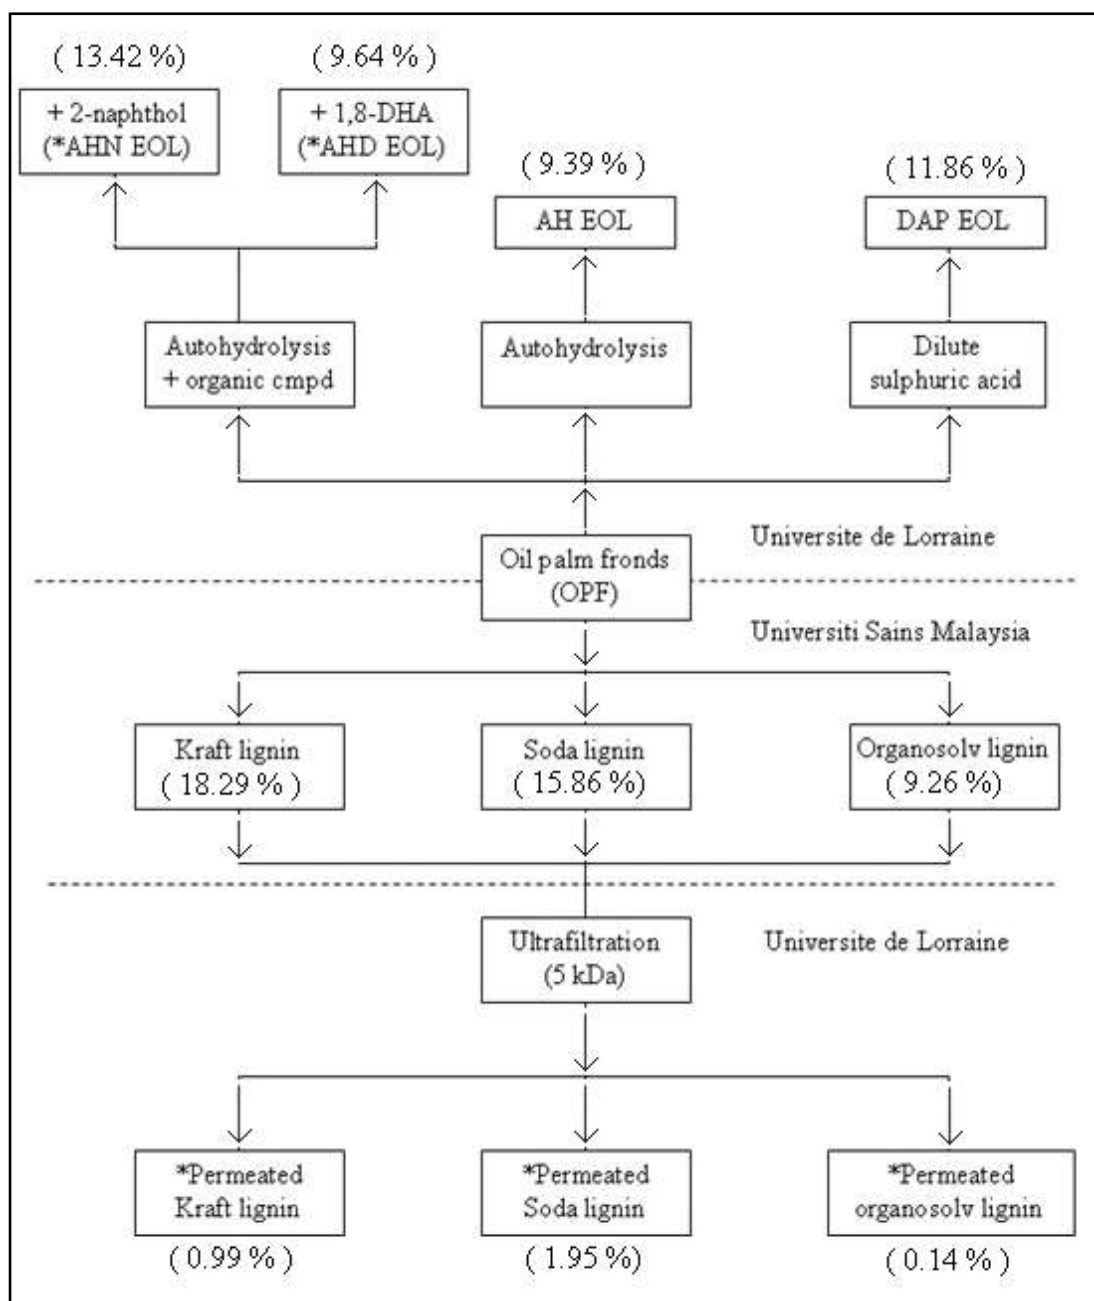 ( 13.42 %)
( 9.64 % )
+ 2-naphthol
(*AHN EOL)
+ 1,8-DHA
(*AHD EOL)
( 9.39 % )
( 11.86 % )
AH EOL
DAP EOL
Autohydrolysis
+ organic cmpd
Autohydrolysis
Dilute
sulphuric acid
Universite de Lorraine
Oil palm fronds
(OPF)
Universiti Sains Malaysia
Kraft lignin
( 18.29 % )
Soda lignin
( 15.86 %)
Organosolv lignin
( 9.26 %)
Ultrafiltration
(5 kDa)
Universite de Lorraine
*Permeated
Kraft lignin
*Permeated
Soda lignin
*Permeated
organosolv lignin
( 0.99 % )
( 1.95 %)
( 0.14 % )